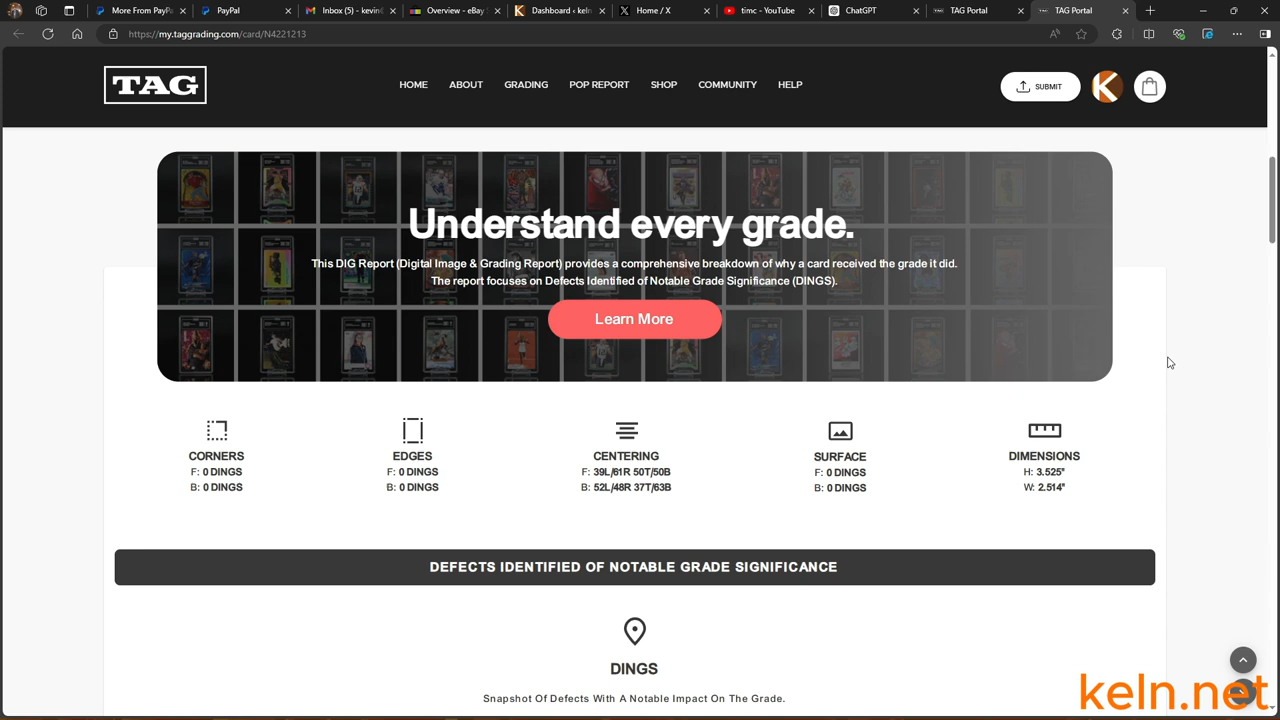 More From PayPa
PayPal
Inbox (5) - kevin@
Overview - eBay S
Dashboard ‹ keln
Home / X
timc - YouTube
ChatGPT
TAG Portal
TAG Portal
https://my.taggrading.com/card/N4221213
TAG
HOME
ABOUT
GRADING
POP REPORT
SHOP
COMMUNITY
HELP
SUBMIT
K
Understand every grade.
This DIG Report (Digital Image & Grading Report) provides a comprehensive breakdown of why a card received the grade it did.
The report focuses on Defects Identified of Notable Grade Significance (DINGS).
Learn More
CORNERS
F: 0 DINGS
B: 0 DINGS
EDGES
F: 0 DINGS
B: 0 DINGS
CENTERING
F: 39L/61R 50T/50B
B: 52L/48R 37T/63B
SURFACE
F: 0 DINGS
B: 0 DINGS
DIMENSIONS
H: 3.525"
W: 2.514"
DEFECTS IDENTIFIED OF NOTABLE GRADE SIGNIFICANCE
DINGS
Snapshot Of Defects With A Notable Impact On The Grade.
keln.net